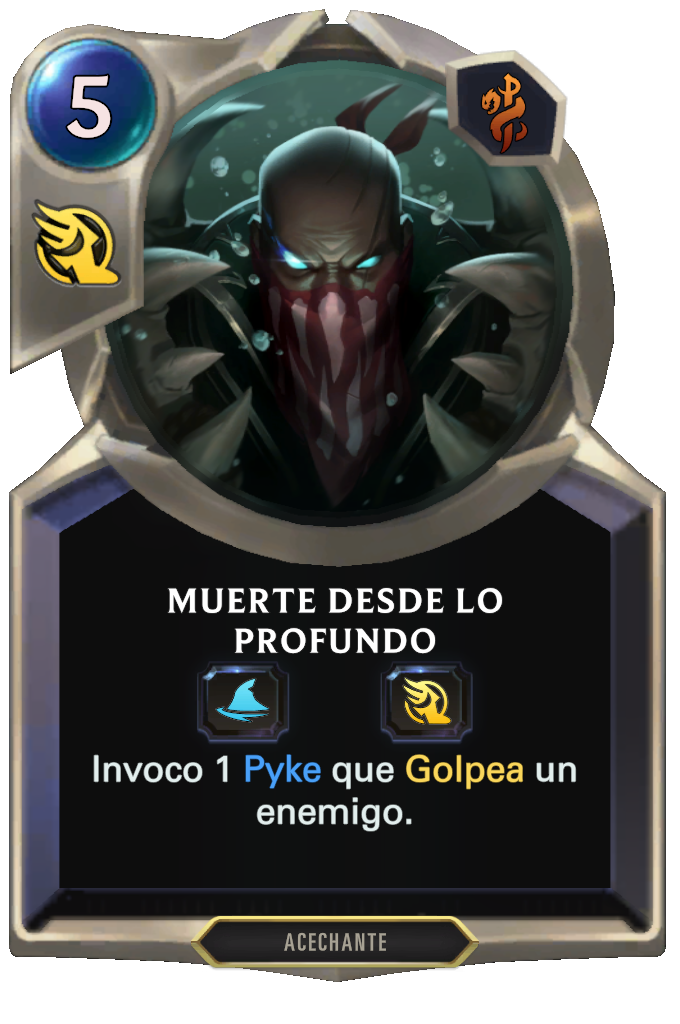 5
MUERTE DESDE LO
PROFUNDO
Invoco 1 Pyke que Golpea un
enemigo.
ACECHANTE